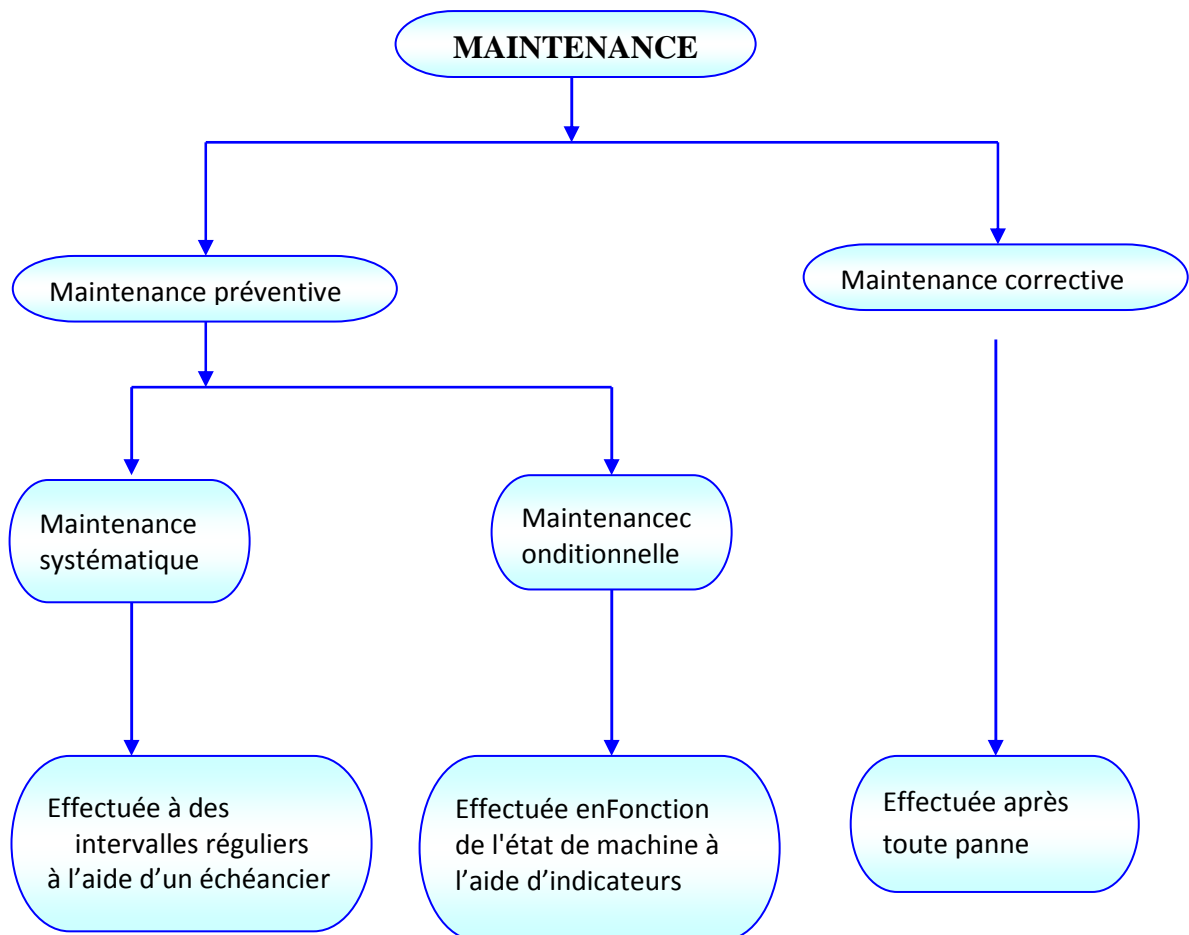 MAINTENANCE
Maintenance préventive
Maintenance corrective
Maintenance
systématique
Maintenancec
onditionnelle
Effectuée à des
intervalles réguliers
à l’aide d’un échéancier
Effectuée enFonction
de l'état de machine à
l’aide d’indicateurs
Effectuée après
toute panne